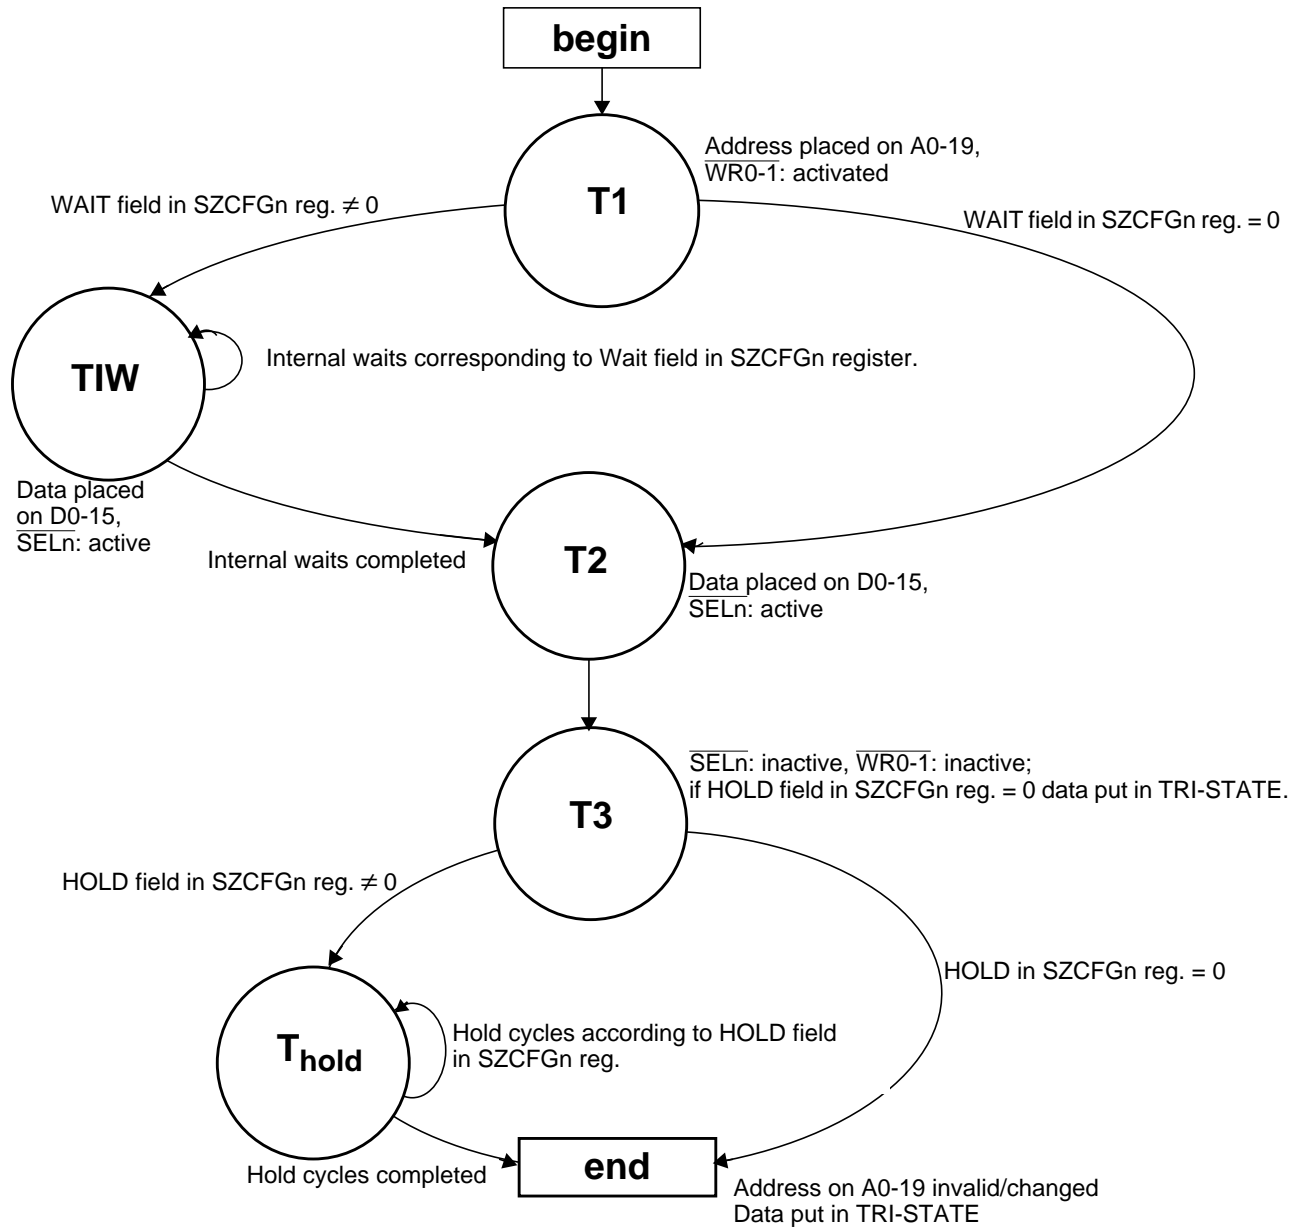 begin
Address placed on A0-19,
WR0-1: activated
T1
WAIT field in SZCFGn reg. ≠ 0
WAIT field in SZCFGn reg. = 0
Internal waits corresponding to Wait field in SZCFGn register.
TIW
Data placed
on D0-15,
SELn: active
Internal waits completed
T2
Data placed on D0-15,
SELn: active
SELn: inactive, WR0-1: inactive;
if HOLD field in SZCFGn reg. = 0 data put in TRI-STATE.
T3
HOLD field in SZCFGn reg. ≠ 0
HOLD in SZCFGn reg. = 0
Hold cycles according to HOLD field
in SZCFGn reg.
Thold
Hold cycles completed
end
Address on A0-19 invalid/changed
Data put in TRI-STATE